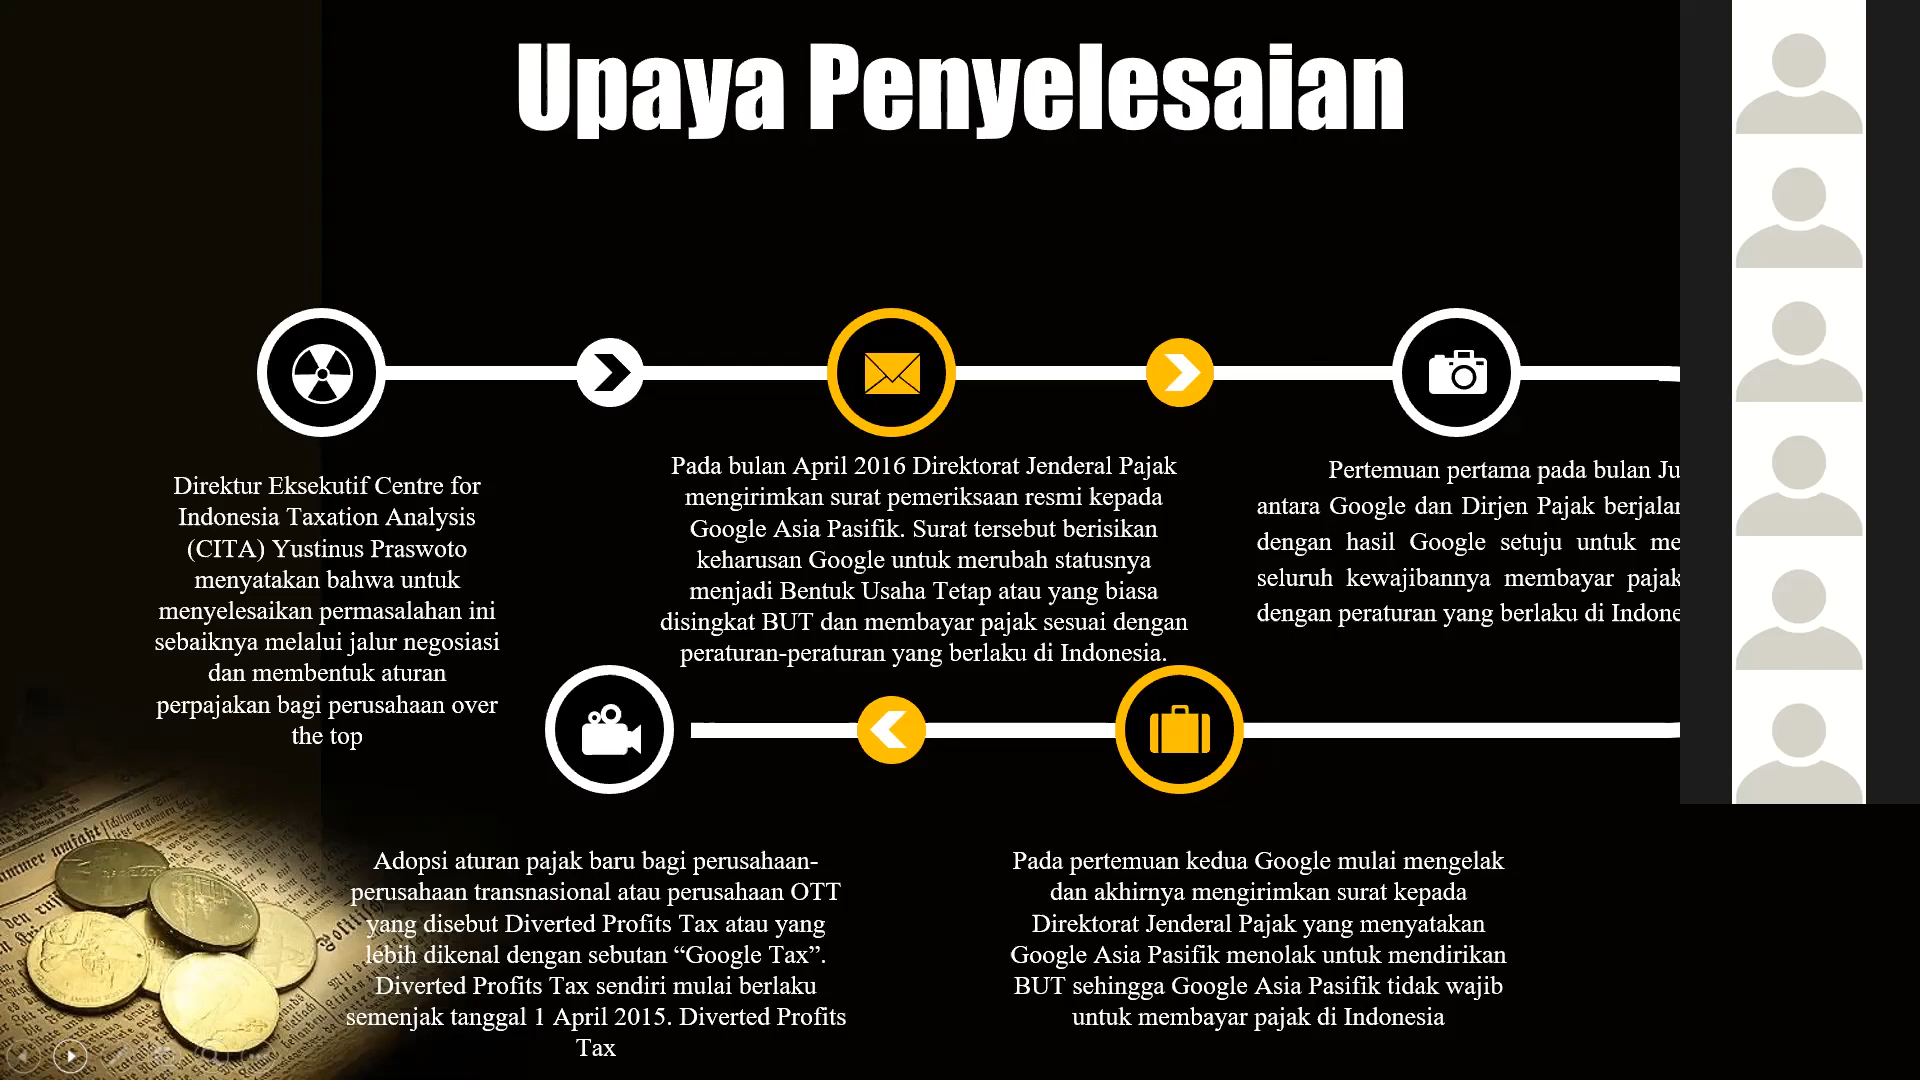 Upaya Penyelesaian
Direktur Eksekutif Centre for
Indonesia Taxation Analysis
(CITA) Yustinus Praswoto
menyatakan bahwa untuk
menyelesaikan permasalahan ini
sebaiknya melalui jalur negosiasi
dan membentuk aturan
perpajakan bagi perusahaan over
the top
Pada bulan April 2016 Direktorat Jenderal Pajak
mengirimkan surat pemeriksaan resmi kepada
Google Asia Pasifik. Surat tersebut berisikan
keharusan Google untuk merubah statusnya
menjadi Bentuk Usaha Tetap atau yang biasa
disingkat BUT dan membayar pajak sesuai dengan
peraturan-peraturan yang berlaku di Indonesia.
Pertemuan pertama pada bulan Ju
antara Google dan Dirjen Pajak berjalan
dengan hasil Google setuju untuk me
seluruh kewajibannya membayar pajak
dengan peraturan yang berlaku di Indone
Adopsi aturan pajak baru bagi perusahaan-
perusahaan transnasional atau perusahaan OTT
yang disebut Diverted Profits Tax atau yang
lebih dikenal dengan sebutan “Google Tax”.
Diverted Profits Tax sendiri mulai berlaku
semenjak tanggal 1 April 2015. Diverted Profits
Tax
Pada pertemuan kedua Google mulai mengelak
dan akhirnya mengirimkan surat kepada
Direktorat Jenderal Pajak yang menyatakan
Google Asia Pasifik menolak untuk mendirikan
BUT sehingga Google Asia Pasifik tidak wajib
untuk membayar pajak di Indonesia